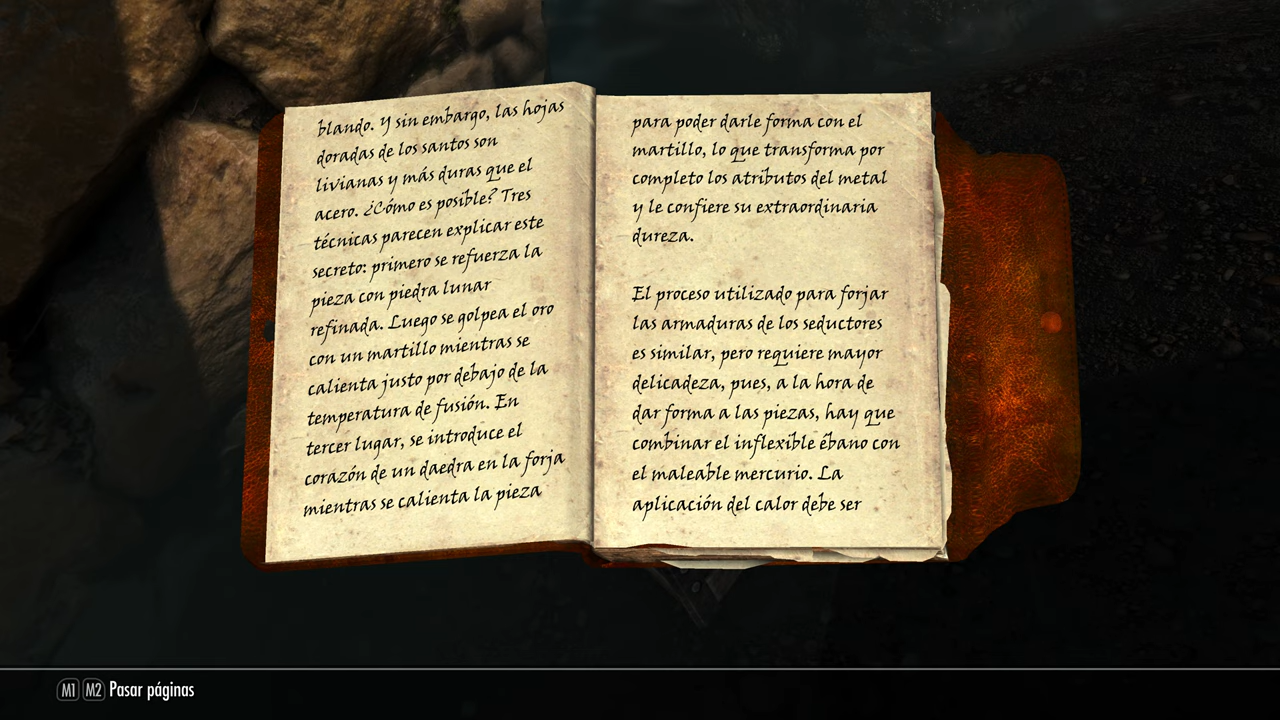 blando. Y sin embargo, las hojas
doradas de los santos son
livianas y más duras que el
acero. ¿Cómo es posible? Tres
técnicas parecen explicar este
secreto: primero se refuerza la
pieza con piedra lunar
refinada. Luego se golpea el oro
con un martillo mientras se
calienta justo por debajo de la
temperatura de fusión. En
tercer lugar, se introduce el
corazón de un daedra en la forja
mientras se calienta la pieza
para poder darle forma con el
martillo, lo que transforma por
completo los atributos del metal
y le confiere su extraordinaria
dureza.
El proceso utilizado para forjar
las armaduras de los seductores
es similar, pero requiere mayor
delicadeza, pues, a la hora de
dar forma a las piezas, hay que
combinar el inflexible ébano con
el maleable mercurio. La
aplicación del calor debe ser
M1 M2 Pasar páginas